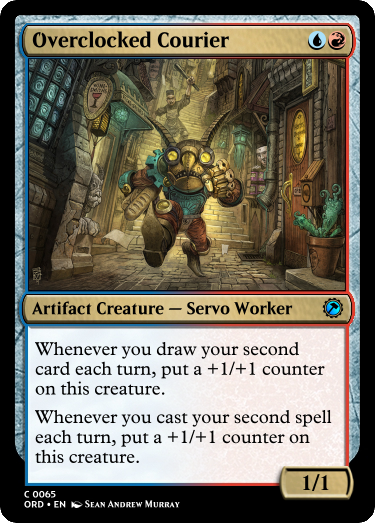 Overclocked Courier
Artifact Creature — Servo Worker
Whenever you draw your second
card each turn, put a +1/+1 counter
on this creature.
Whenever you cast your second spell
each turn, put a +1/+1 counter on
this creature.
1/1
C 0065
ORD • EN Sean Andrew Murray